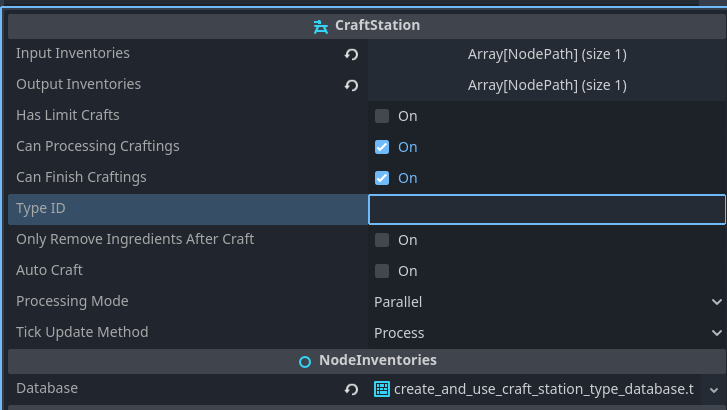 CraftStation
Input Inventories Array[NodePath] (size 1)
Output Inventories Array[NodePath] (size 1)
Has Limit Crafts On
Can Processing Craftings On
Can Finish Craftings On
Type ID
Only Remove Ingredients After Craft On
Auto Craft On
Processing Mode Parallel
Tick Update Method Process
NodeInventories
Database create_and_use_craft_station_type_database.t